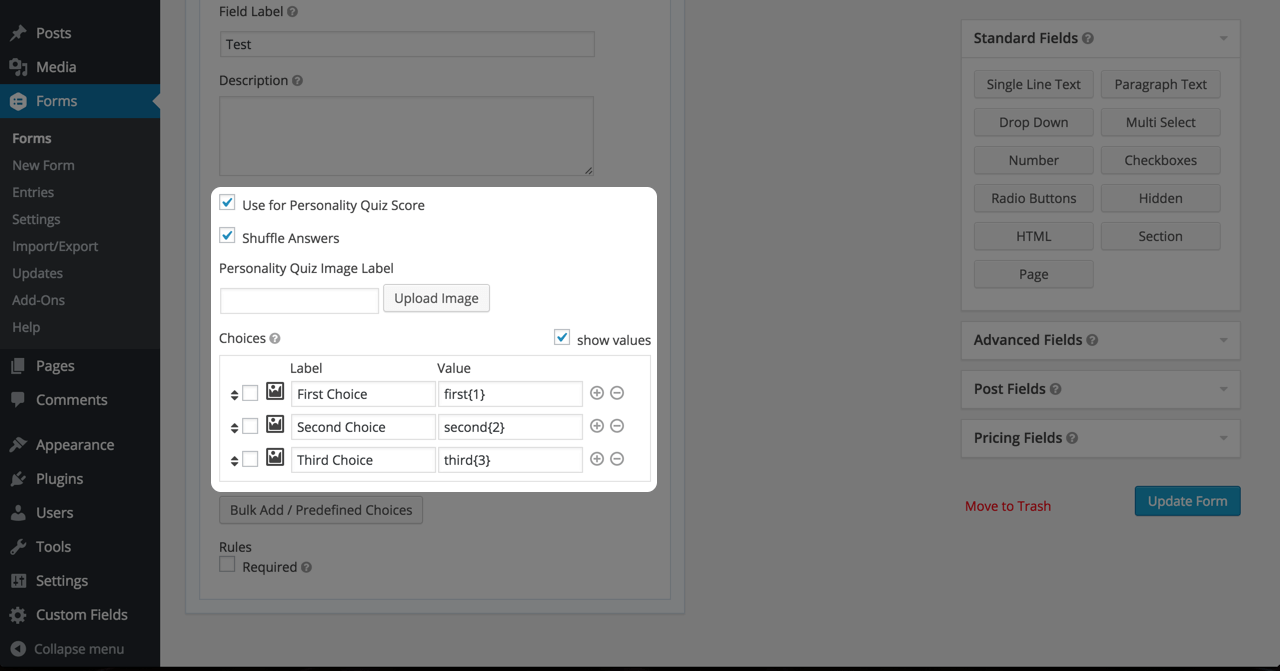 Posts
Media
Forms
Forms
New Form
Entries
Settings
Import/Export
Updates
Add-Ons
Help
Pages
Comments
Appearance
Plugins
Users
Tools
Settings
Custom Fields
Collapse menu
Field Label
Test
Description
Use for Personality Quiz Score
Shuffle Answers
Personality Quiz Image Label
Upload Image
Choices show values
Label Value
First Choice first{1}
Second Choice second{2}
Third Choice third{3}
Bulk Add / Predefined Choices
Rules
Required
Standard Fields
Single Line Text Paragraph Text
Drop Down Multi Select
Number Checkboxes
Radio Buttons Hidden
HTML Section
Page
Advanced Fields
Post Fields
Pricing Fields
Move to Trash Update Form